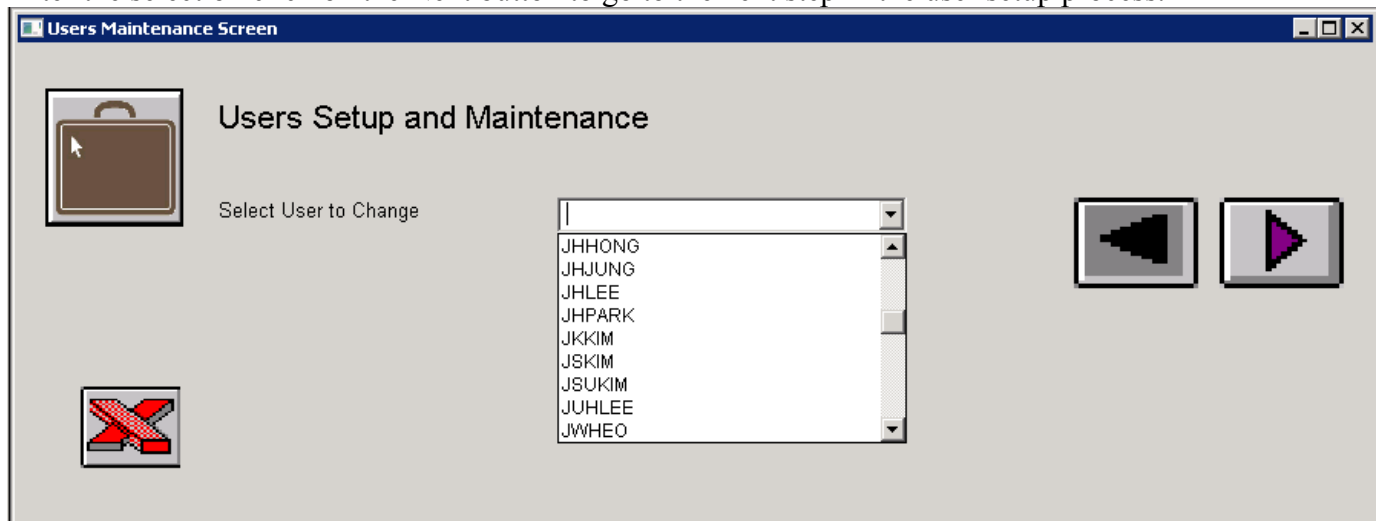 Users Maintenance Screen
Users Setup and Maintenance
Select User to Change
JHHONG
JHJUNG
JHLEE
JHPARK
JKKIM
JSKIM
JSUKIM
JUHLEE
JWHEO